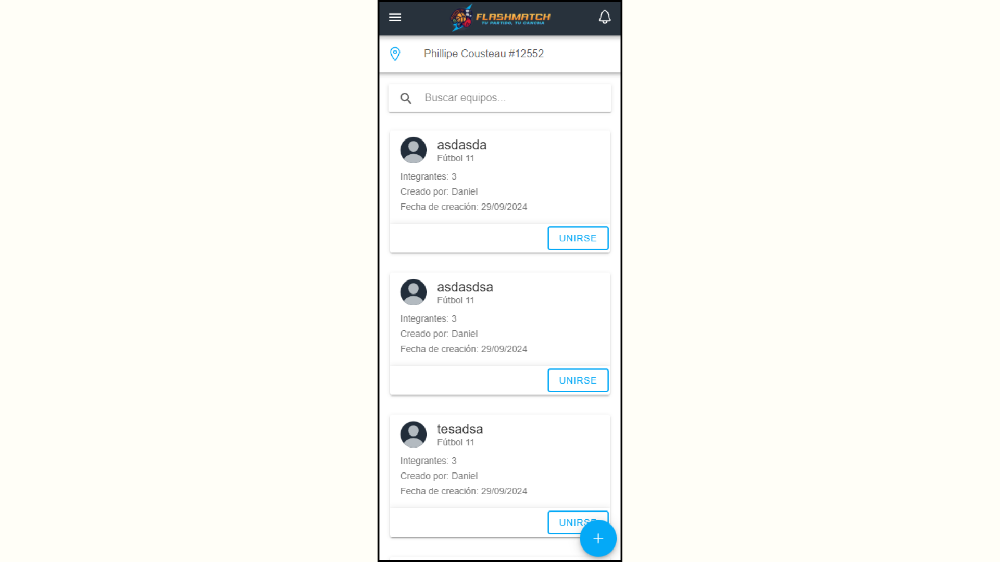 FLASHMATCH
TU PARTIDO, TU CANCHA
Phillipe Cousteau #12552
Buscar equipos...
asdasda
Fútbol 11
Integrantes: 3
Creado por: Daniel
Fecha de creación: 29/09/2024
UNIRSE
asdasdsa
Fútbol 11
Integrantes: 3
Creado por: Daniel
Fecha de creación: 29/09/2024
UNIRSE
tesadsa
Fútbol 11
Integrantes: 3
Creado por: Daniel
Fecha de creación: 29/09/2024
UNIRSE